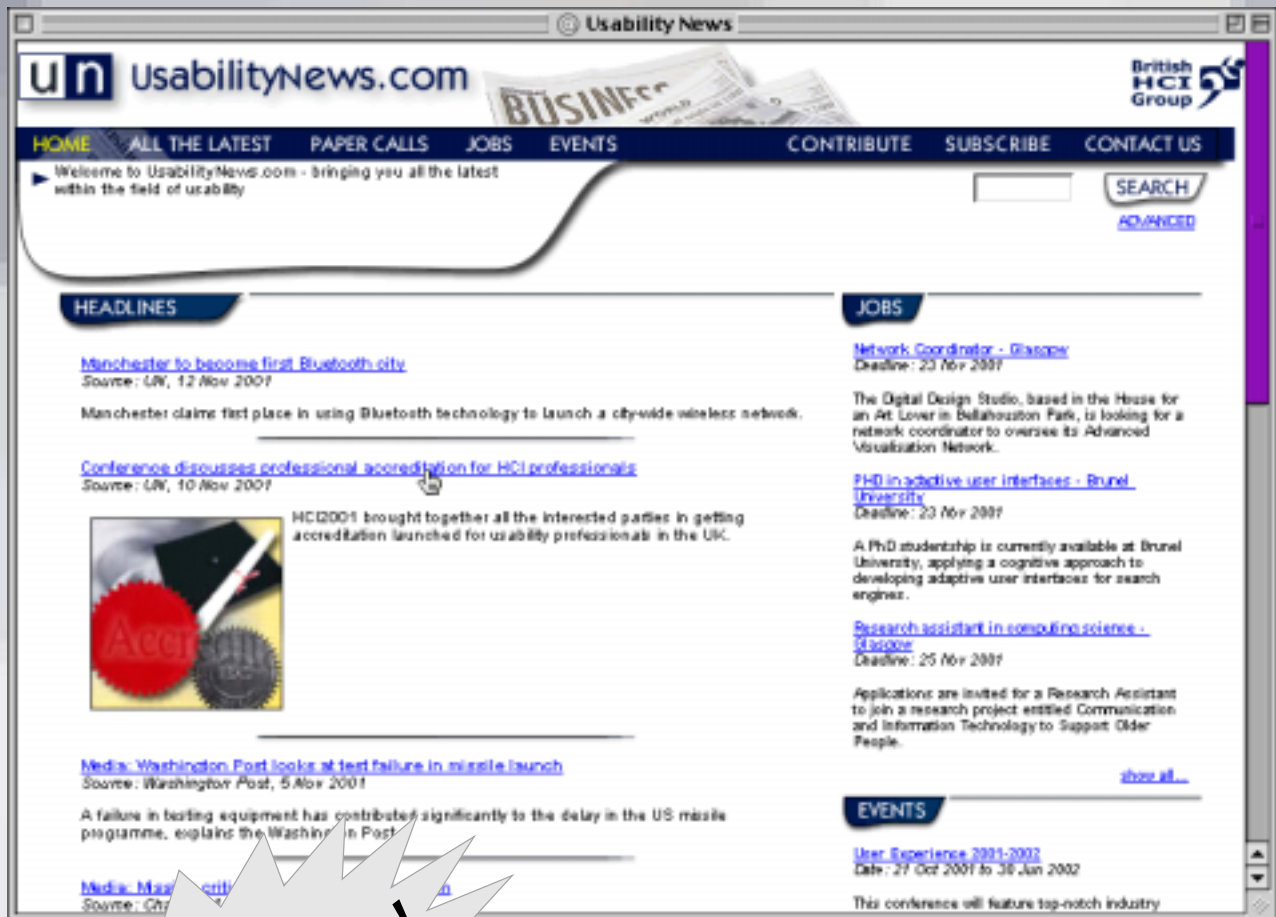 Usability News
un UsabilityNews.com
BUSINESS
WORLD
British
HCI
Group
HOME ALL THE LATEST PAPER CALLS JOBS EVENTS CONTRIBUTE SUBSCRIBE CONTACT US
Welcome to UsabilityNews.com - bringing you all the latest
within the field of usability
SEARCH
ADVANCED
HEADLINES
Manchester to become first Bluetooth city
Source: UN, 12 Nov 2001
Manchester claims first place in using Bluetooth technology to launch a city-wide wireless network.
Conference discusses professional accreditation for HCI professionals
Source: UN, 10 Nov 2001
HCI2001 brought together all the interested parties in getting
accreditation launched for usability professionals in the UK.
Accre
Media: Washington Post looks at test failure in missile launch
Source: Washington Post, 5 Nov 2001
A failure in testing equipment has contributed significantly to the delay in the US missile
programme, explains the Washington Post.
Media:
Source:
JOBS
Network Coordinator - Glasgow
Deadline: 23 Nov 2001
The Digital Design Studio, based in the House for
an Art Lover in Bellahouston Park, is looking for a
network coordinator to oversee its Advanced
Visualisation Network.
PHD in adaptive user interfaces - Brunel
University
Deadline: 23 Nov 2001
A PhD studentship is currently available at Brunel
University, applying a cognitive approach to
developing adaptive user interfaces for search
engines.
Research assistant in computing science -
Glasgow
Deadline: 25 Nov 2001
Applications are invited for a Research Assistant
to join a research project entitled Communication
and Information Technology to Support Older
People.
show all...
EVENTS
User Experience 2001-2002
Date: 21 Oct 2001 to 30 Jun 2002
This conference will feature top-notch industry